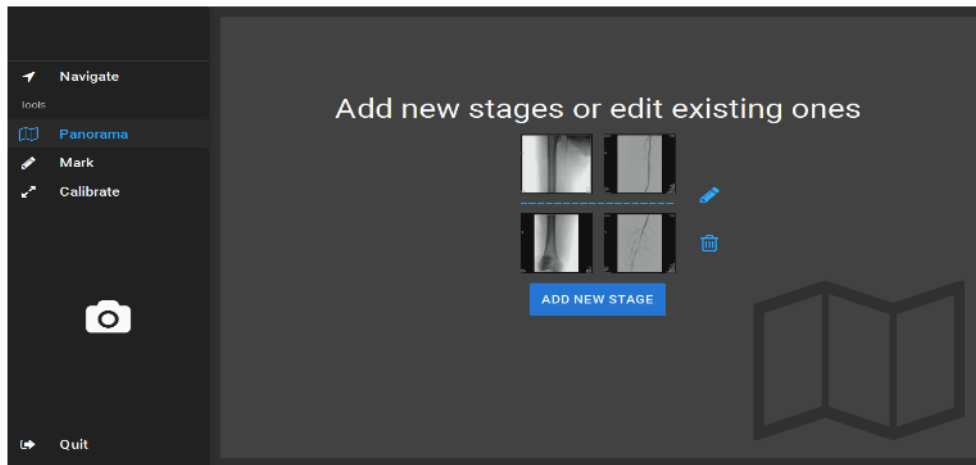 Navigate
Tools
Panorama
Mark
Calibrate
Quit
Add new stages or edit existing ones
ADD NEW STAGE